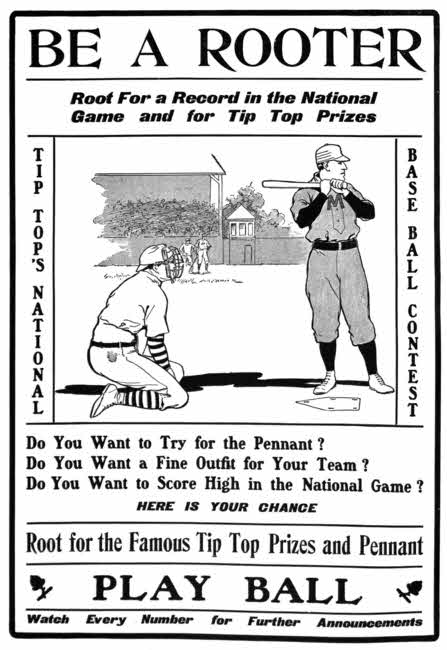 BE A ROOTER
Root For a Record in the National
Game and for Tip Top Prizes
TIP TOP'S NATIONAL
BASE BALL CONTEST
M
Do You Want to Try for the Pennant?
Do You Want a Fine Outfit for Your Team?
Do You Want to Score High in the National Game?
HERE IS YOUR CHANCE
Root for the Famous Tip Top Prizes and Pennant
PLAY BALL
Watch Every Number for Further Announcements